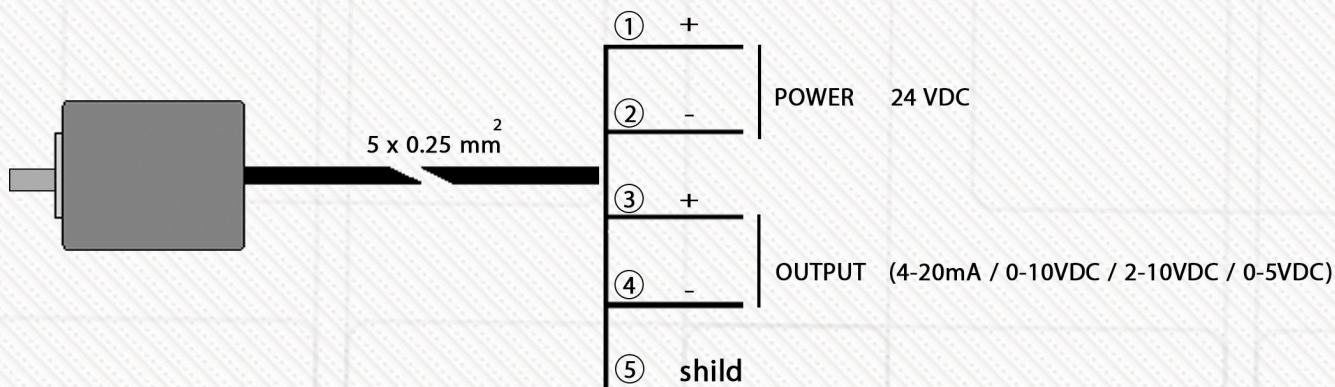 ① +
POWER 24 VDC
② -
5 x 0.25 mm²
③ +
OUTPUT (4-20mA / 0-10VDC / 2-10VDC / 0-5VDC)
④ -
⑤ shild